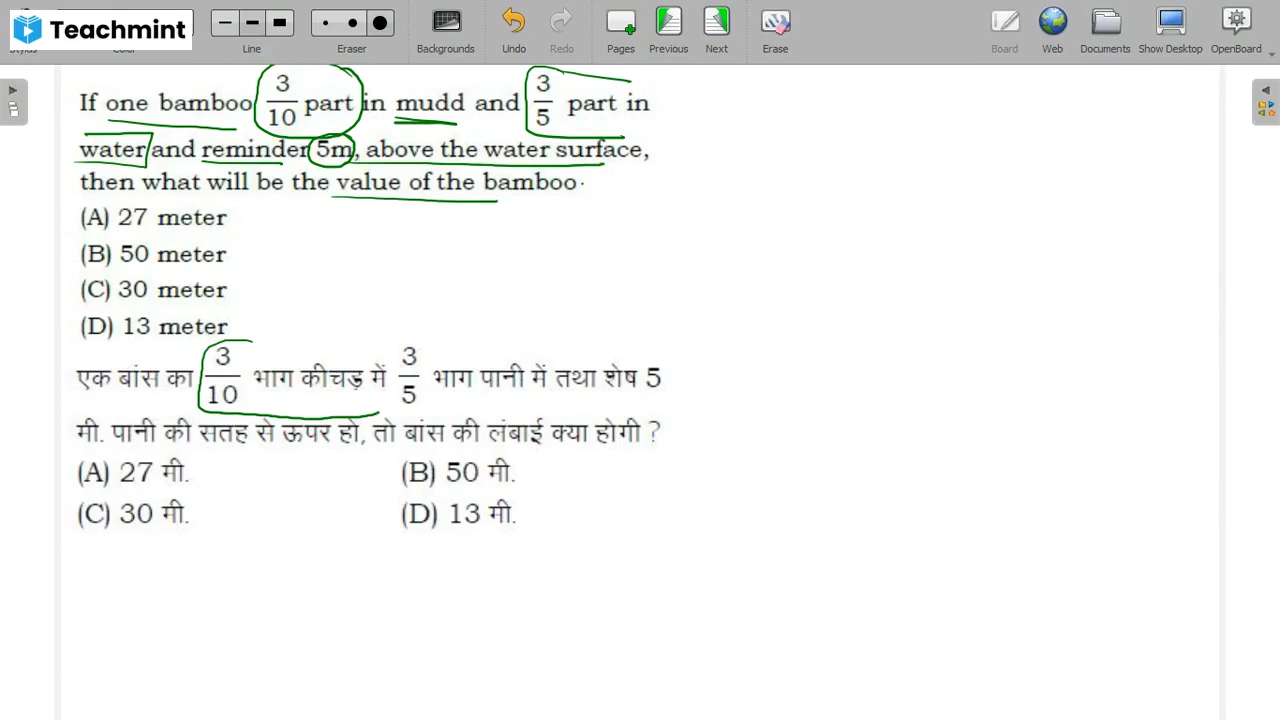 Teachmint
Line
Eraser
Backgrounds
Undo
Redo
Pages
Previous
Next
Erase
Board
Web
Documents
Show Desktop
OpenBoard
If one bamboo 3/10 part in mudd and 3/5 part in
water and reminder 5m, above the water surface,
then what will be the value of the bamboo
(A) 27 meter
(B) 50 meter
(C) 30 meter
(D) 13 meter
एक बांस का 3/10 भाग कीचड़ में 3/5 भाग पानी में तथा शेष 5
मी. पानी की सतह से ऊपर हो, तो बांस की लंबाई क्या होगी ?
(A) 27 मी. (B) 50 मी.
(C) 30 मी. (D) 13 मी.